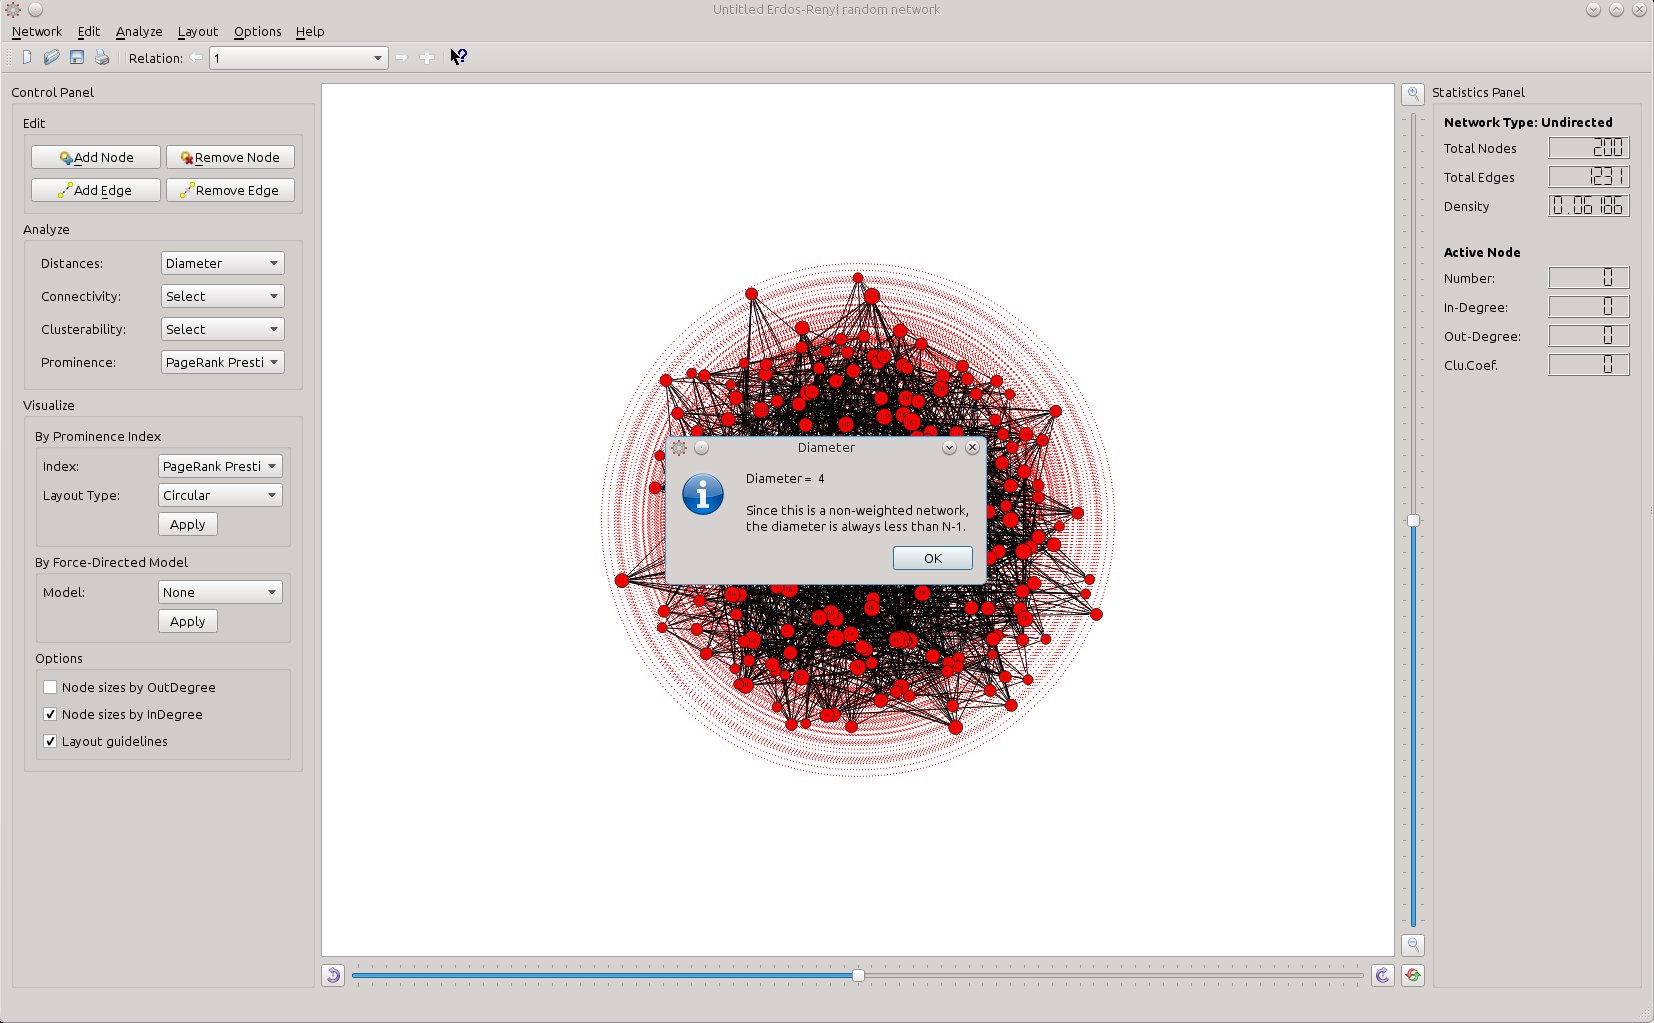 Untitled Erdos-Renyi random network
Network Edit Analyze Layout Options Help
Relation: 1
Control Panel
Edit
Add Node Remove Node
Add Edge Remove Edge
Analyze
Distances: Diameter
Connectivity: Select
Clusterability: Select
Prominence: PageRank Presti
Visualize
By Prominence Index
Index: PageRank Presti
Layout Type: Circular
Apply
By Force-Directed Model
Model: None
Apply
Options
Node sizes by OutDegree
Node sizes by InDegree
Layout guidelines
Diameter
Diameter = 4
Since this is a non-weighted network,
the diameter is always less than N-1.
OK
Statistics Panel
Network Type: Undirected
Total Nodes 200
Total Edges 1231
Density 0.06186
Active Node
Number: 0
In-Degree: 0
Out-Degree: 0
Clu.Coef. 0